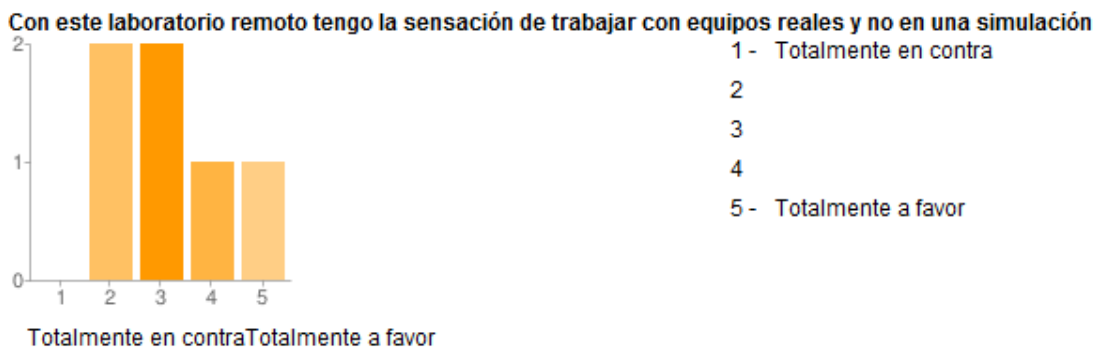 Con este laboratorio remoto tengo la sensación de trabajar con equipos reales y no en una simulación
2
1
0
1 2 3 4 5
Totalmente en contraTotalmente a favor
1 - Totalmente en contra
2
3
4
5 - Totalmente a favor